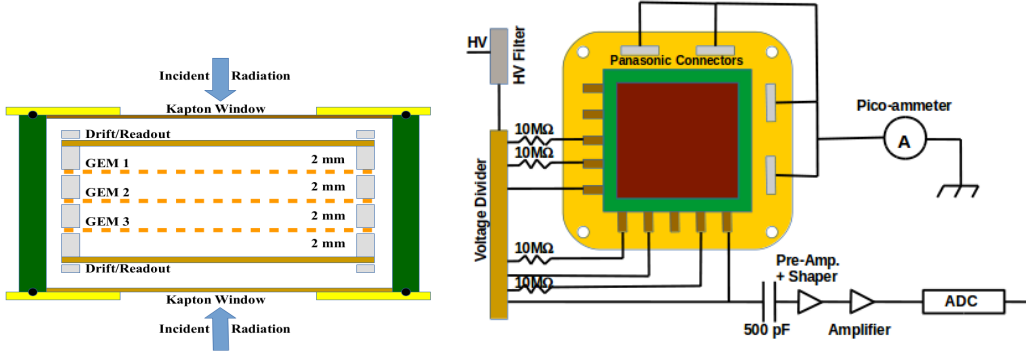 Incident Radiation
Kapton Window
Drift/Readout
GEM 1 2 mm
GEM 2 2 mm
GEM 3 2 mm
2 mm
Drift/Readout
Kapton Window
Incident Radiation
HV
HV Filter
Panasonic Connectors
Pico-ammeter
A
10MΩ
10MΩ
Voltage Divider
10MΩ
10MΩ
Pre-Amp.
+ Shaper
500 pF
Amplifier
ADC